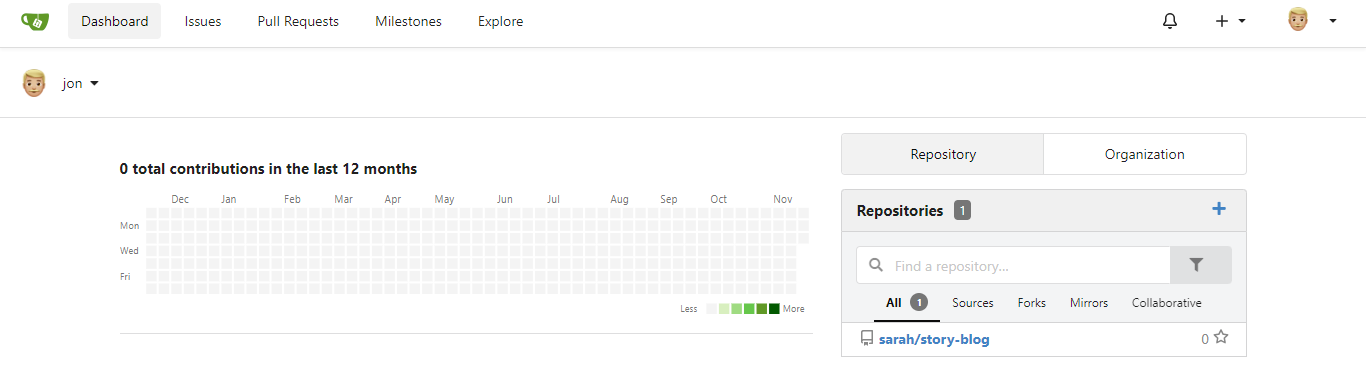 Dashboard Issues Pull Requests Milestones Explore
jon
0 total contributions in the last 12 months
Dec Jan Feb Mar Apr May Jun Jul Aug Sep Oct Nov
Mon
Wed
Fri
Less More
Repository Organization
Repositories 1
Find a repository...
All 1 Sources Forks Mirrors Collaborative
sarah/story-blog 0